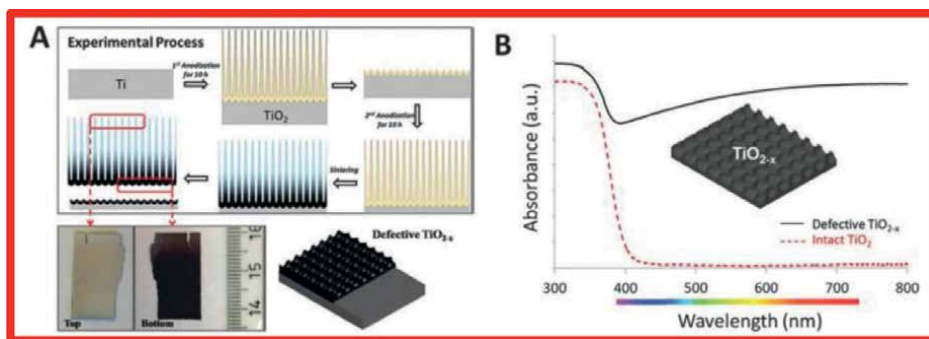 A
Experimental Process
1st Anodization
for 10 h
Ti
TiO2
2nd Anodization
for 10 h
Sintering
Defective TiO2-x
Top
Bottom
16
15
14
B
Absorbance (a.u.)
TiO2-x
Defective TiO2-x
Intact TiO2
300
400
500
600
700
800
Wavelength (nm)